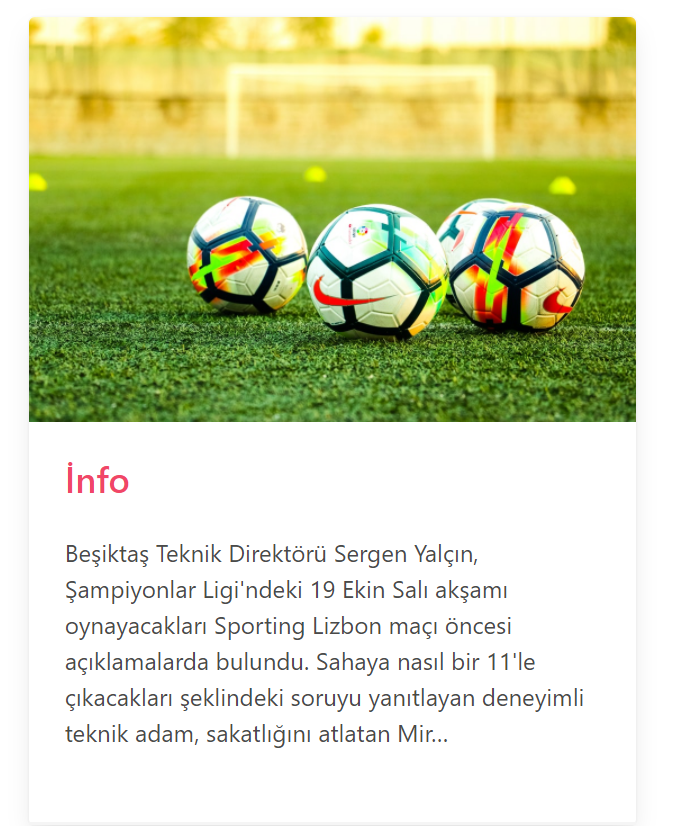 İnfo
Beşiktaş Teknik Direktörü Sergen Yalçın,
Şampiyonlar Ligi'ndeki 19 Ekin Salı akşamı
oynayacakları Sporting Lizbon maçı öncesi
açıklamalarda bulundu. Sahaya nasıl bir 11'le
çıkacakları şeklindeki soruyu yanıtlayan deneyimli
teknik adam, sakatlığını atlatan Mir...